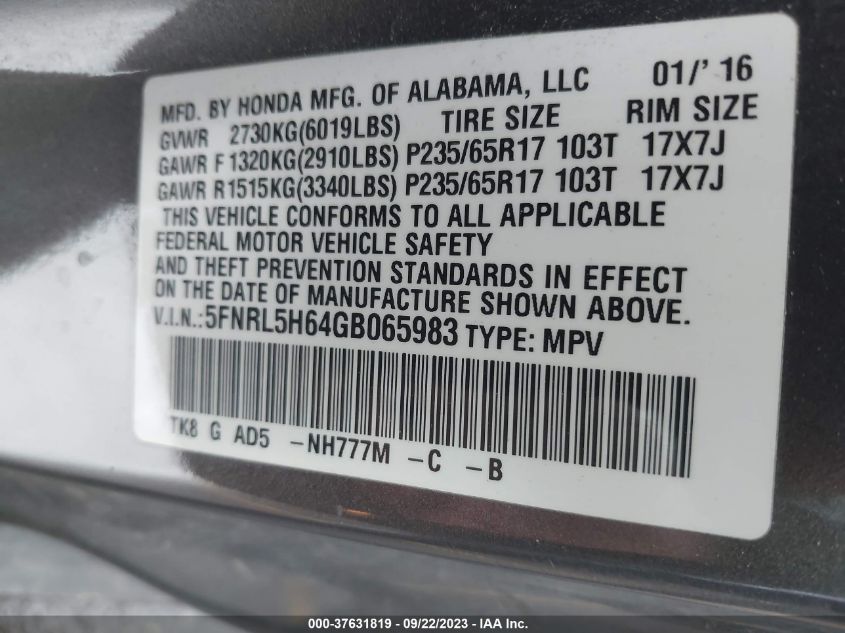 MFD. BY HONDA MFG. OF ALABAMA, LLC 01/' 16
GVWR 2730KG(6019LBS) TIRE SIZE RIM SIZE
GAWR F 1320KG(2910LBS) P235/65R17 103T 17X7J
GAWR R1515KG(3340LBS) P235/65R17 103T 17X7J
THIS VEHICLE CONFORMS TO ALL APPLICABLE
FEDERAL MOTOR VEHICLE SAFETY
AND THEFT PREVENTION STANDARDS IN EFFECT
ON THE DATE OF MANUFACTURE SHOWN ABOVE.
V.I.N.:5FNRL5H64GB065983 TYPE: MPV
TK8 G AD5 -NH777M -C -B
000-37631819 - 09/22/2023 - IAA Inc.